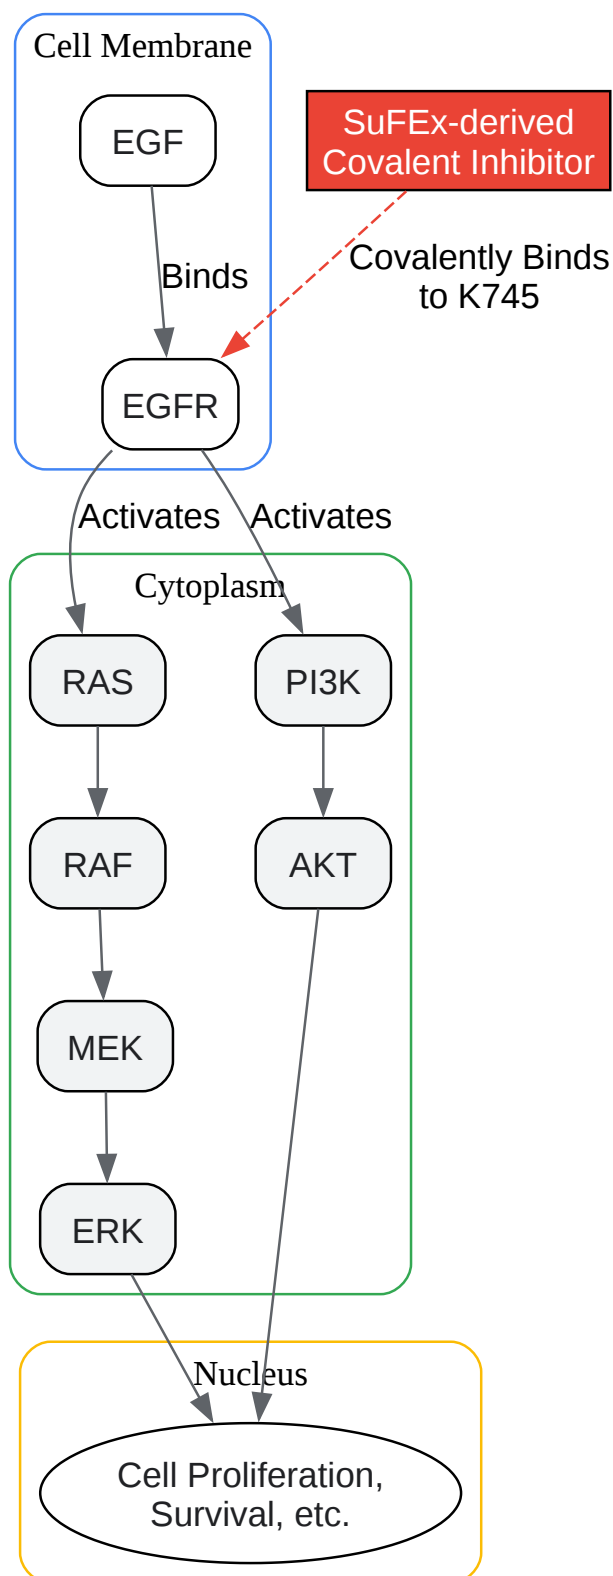 Cell Membrane
EGF
SuFEx-derived
Covalent Inhibitor
Binds
Covalently Binds
to K745
EGFR
Activates
Activates
Cytoplasm
RAS
PI3K
RAF
AKT
MEK
ERK
Nucleus
Cell Proliferation,
Survival, etc.